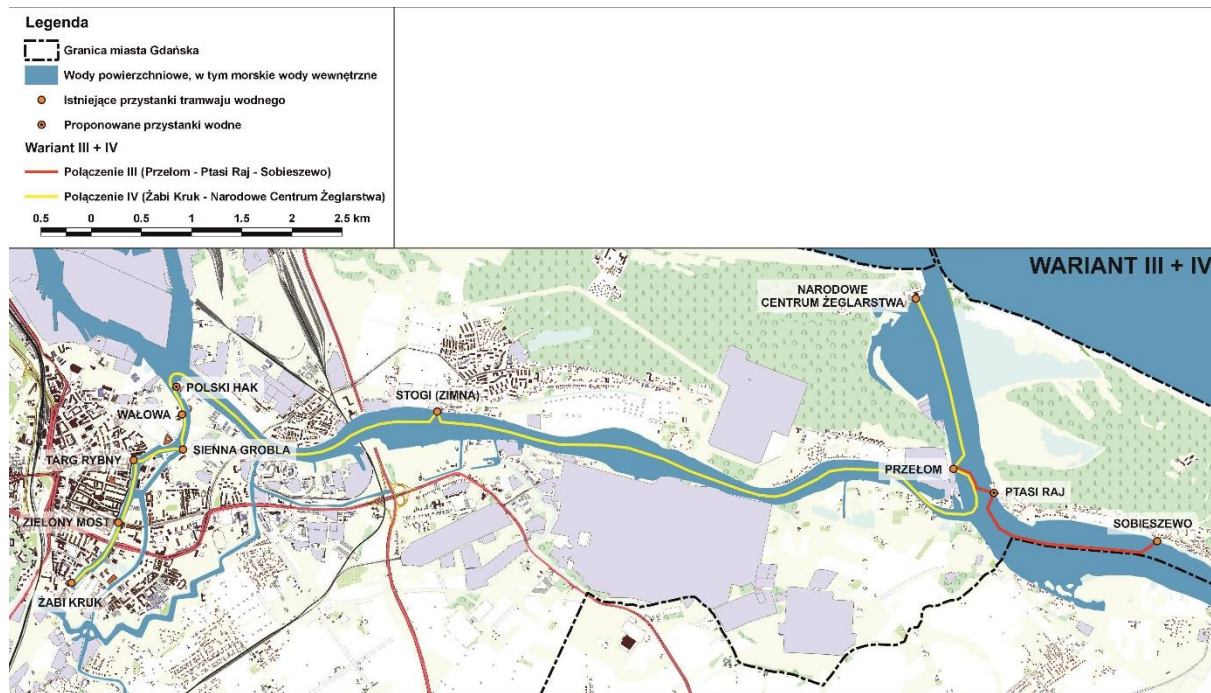 Legenda
Granica miasta Gdańska
Wody powierzchniowe, w tym morskie wody wewnętrzne
Istniejące przystanki tramwaju wodnego
Proponowane przystanki wodne
Wariant III + IV
Połączenie III (Przełom - Ptasi Raj - Sobieszewo)
Połączenie IV (Żabi Kruk - Narodowe Centrum Żeglarstwa)
0.5 0 0.5 1 1.5 2 2.5 km
WARIANT III + IV
NARODOWE
CENTRUM ŻEGLARSTWA
POLSKI HAK
STOGI (ZIMNA)
WAŁOWA
SIENNA GROBLA
TARG RYBNY
PRZEŁOM
PTASI RAJ
ZIELONY MOST
SOBIESZEWO
ŻABI KRUK